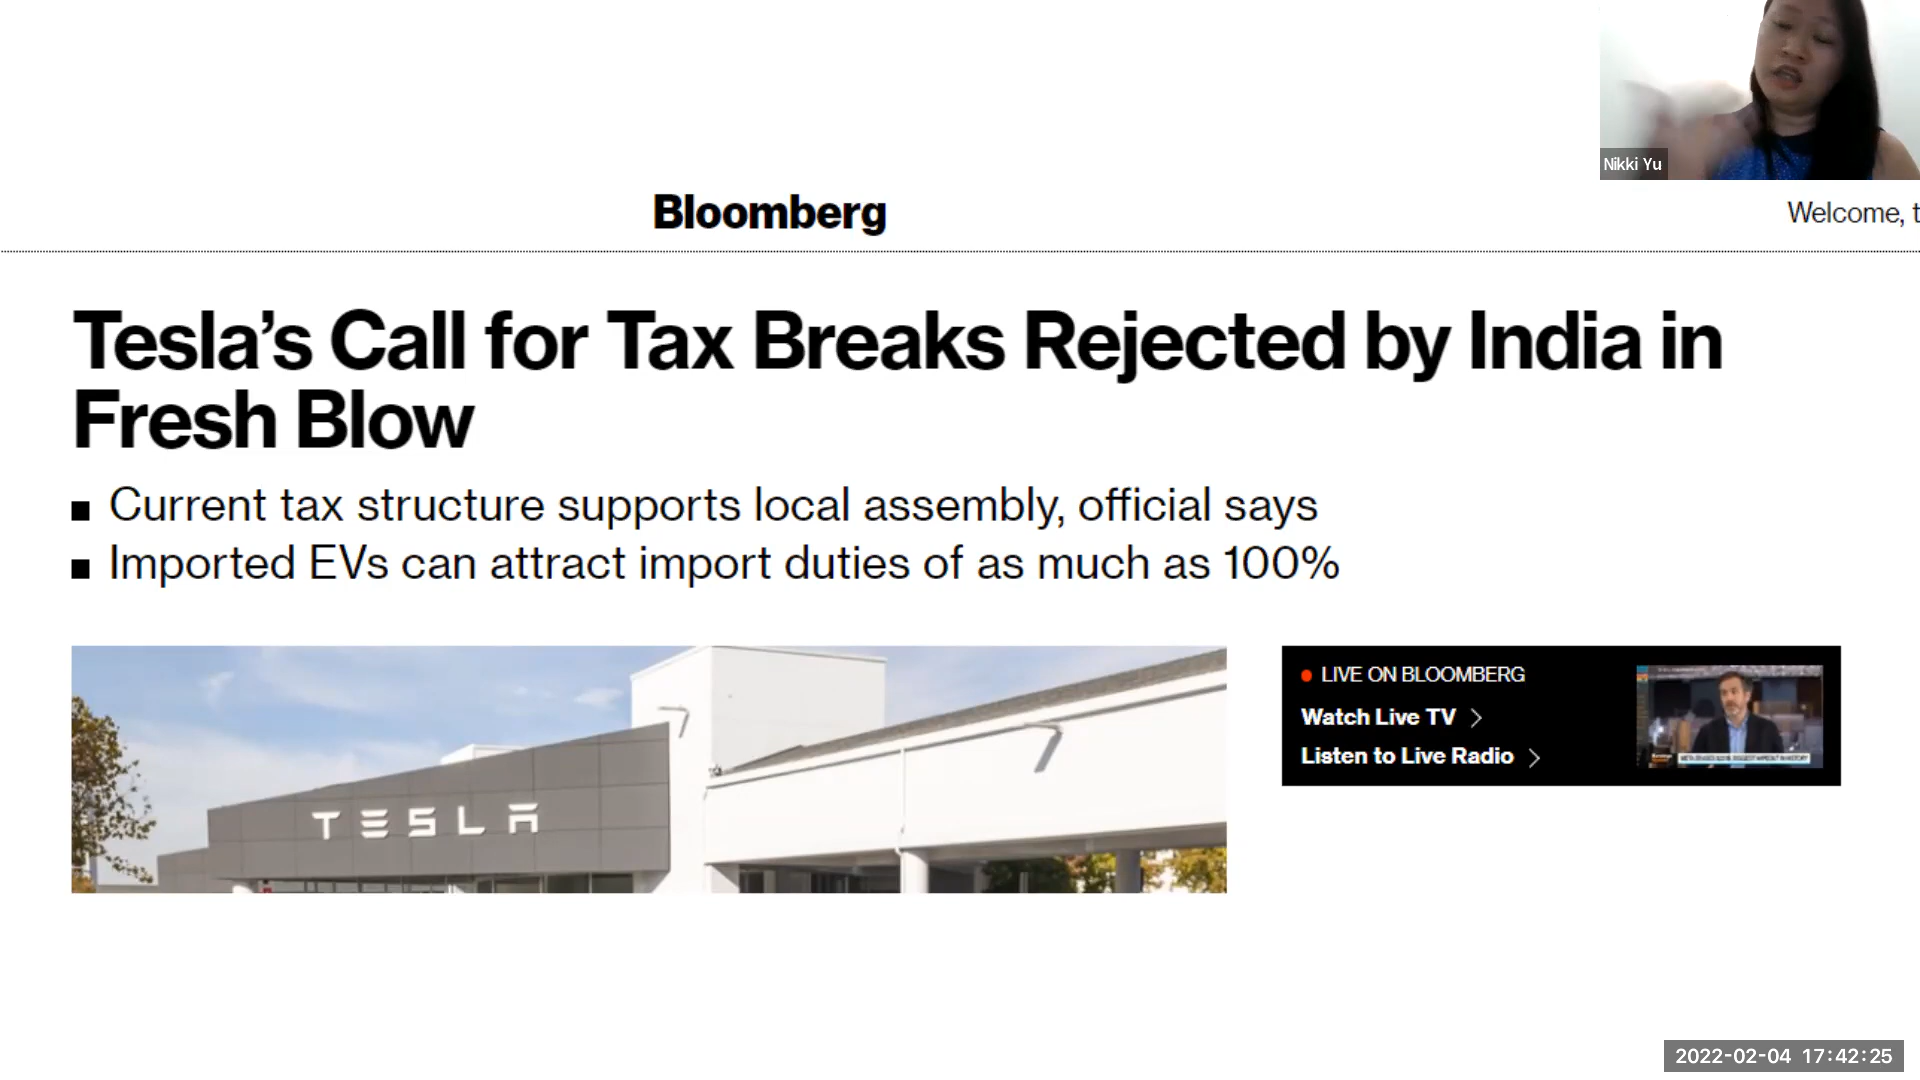 Nikki Yu
Bloomberg
Welcome, t
Tesla’s Call for Tax Breaks Rejected by India in
Fresh Blow
■ Current tax structure supports local assembly, official says
■ Imported EVs can attract import duties of as much as 100%
TESLA
LIVE ON BLOOMBERG
Watch Live TV >
Listen to Live Radio >
2022-02-04 17:42:25